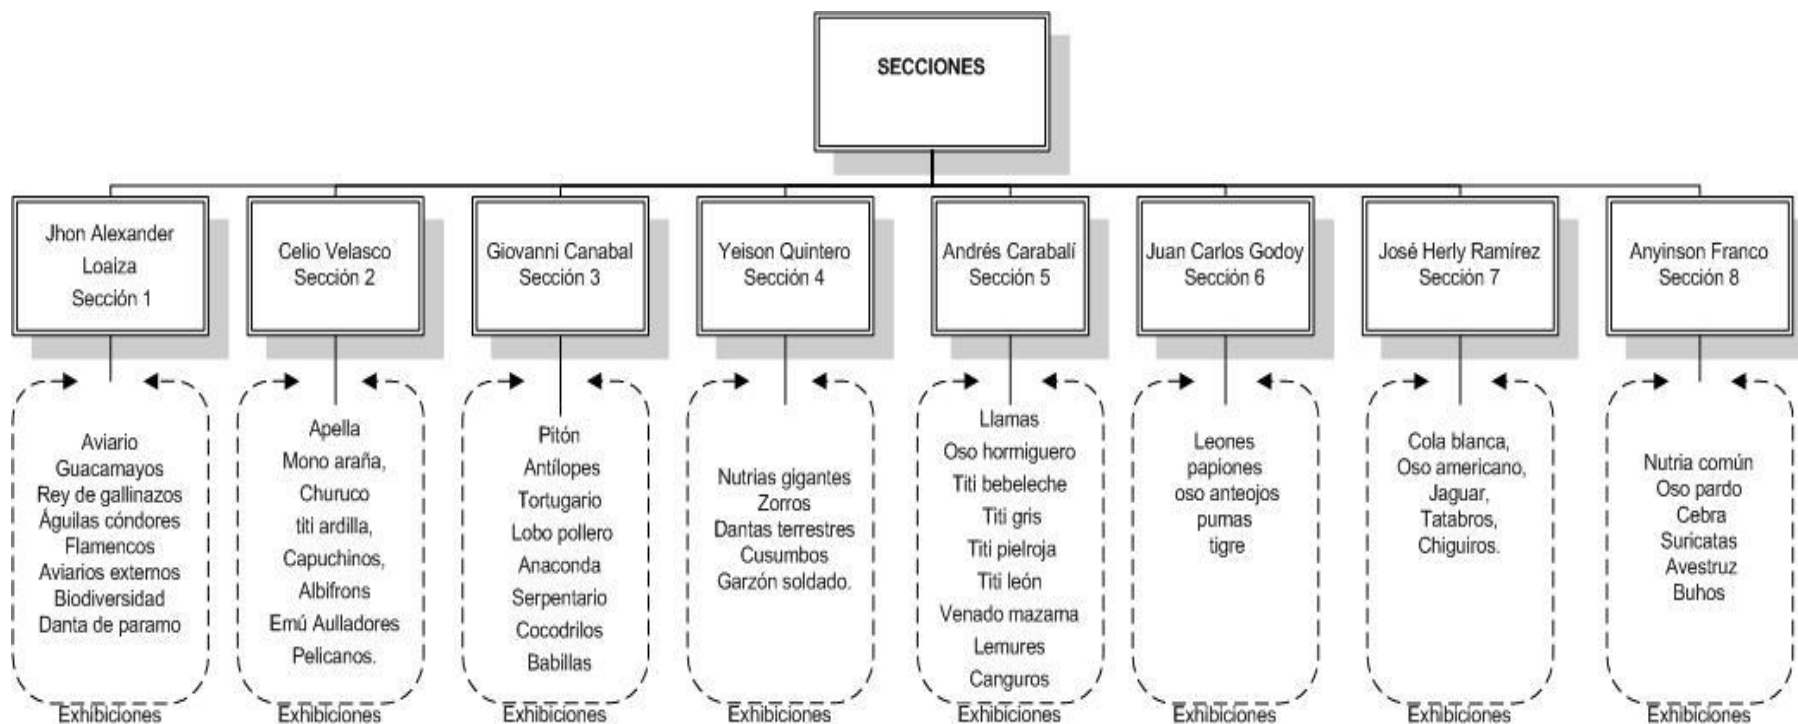 SECCIONES
Jhon Alexander
Loaiza
Sección 1
Celio Velasco
Sección 2
Giovanni Canabal
Sección 3
Yeison Quintero
Sección 4
Andrés Carabalí
Sección 5
Juan Carlos Godoy
Sección 6
José Herly Ramírez
Sección 7
Anyinson Franco
Sección 8
Aviario
Guacamayos
Rey de gallinazos
Águilas cóndores
Flamencos
Aviarios externos
Biodiversidad
Danta de paramo
Exhibiciones
Apella
Mono araña,
Churuco
titi ardilla,
Capuchinos,
Albifrons
Emú Aulladores
Pelicanos.
Exhibiciones
Pitón
Antílopes
Tortugario
Lobo pollero
Anaconda
Serpentario
Cocodrilos
Babillas
Exhibiciones
Nutrias gigantes
Zorros
Dantas terrestres
Cusumbos
Garzón soldado.
Exhibiciones
Llamas
Oso hormiguero
Titi bebeleche
Titi gris
Titi pielroja
Titi león
Venado mazama
Lemures
Canguros
Exhibiciones
Leones
papiones
oso anteojos
pumas
tigre
Exhibiciones
Cola blanca,
Oso americano,
Jaguar,
Tatabros,
Chiguiros.
Exhibiciones
Nutria común
Oso pardo
Cebra
Suricatas
Avestruz
Buhos
Exhibiciones